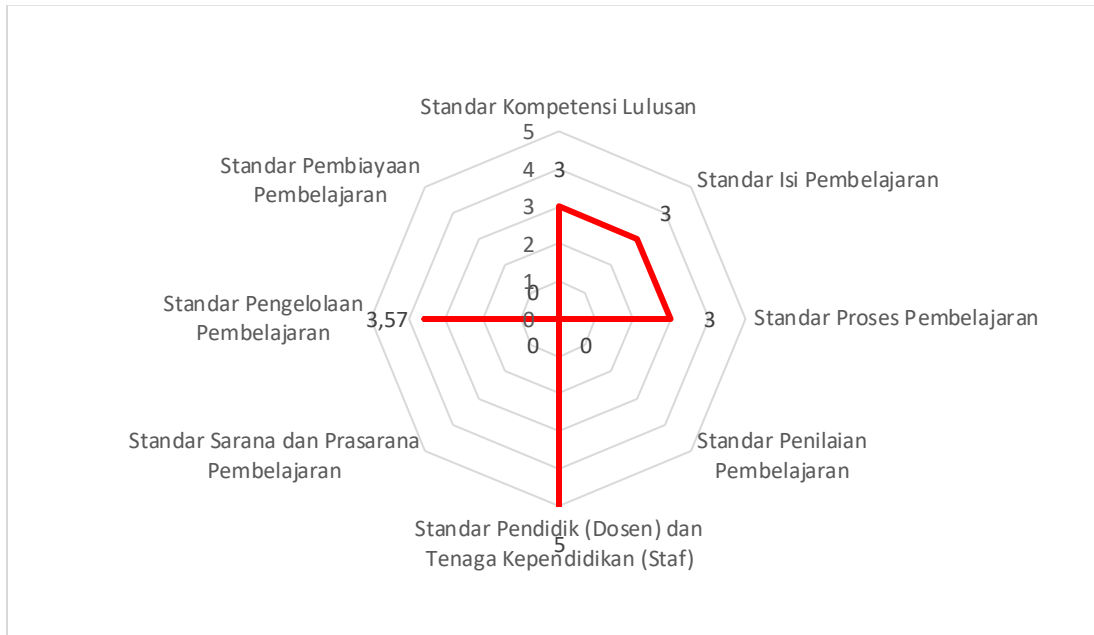 Standar Kompetensi Lulusan
5
4
3
3
2
1
0
0
0
0
Standar Isi Pembelajaran
3
Standar Proses Pembelajaran
3
Standar Penilaian
Pembelajaran
Standar Pendidik (Dosen) dan
5
Tenaga Kependidikan (Staf)
Standar Sarana dan Prasarana
Pembelajaran
Standar Pengelolaan
Pembelajaran
3,57
Standar Pembiayaan
Pembelajaran